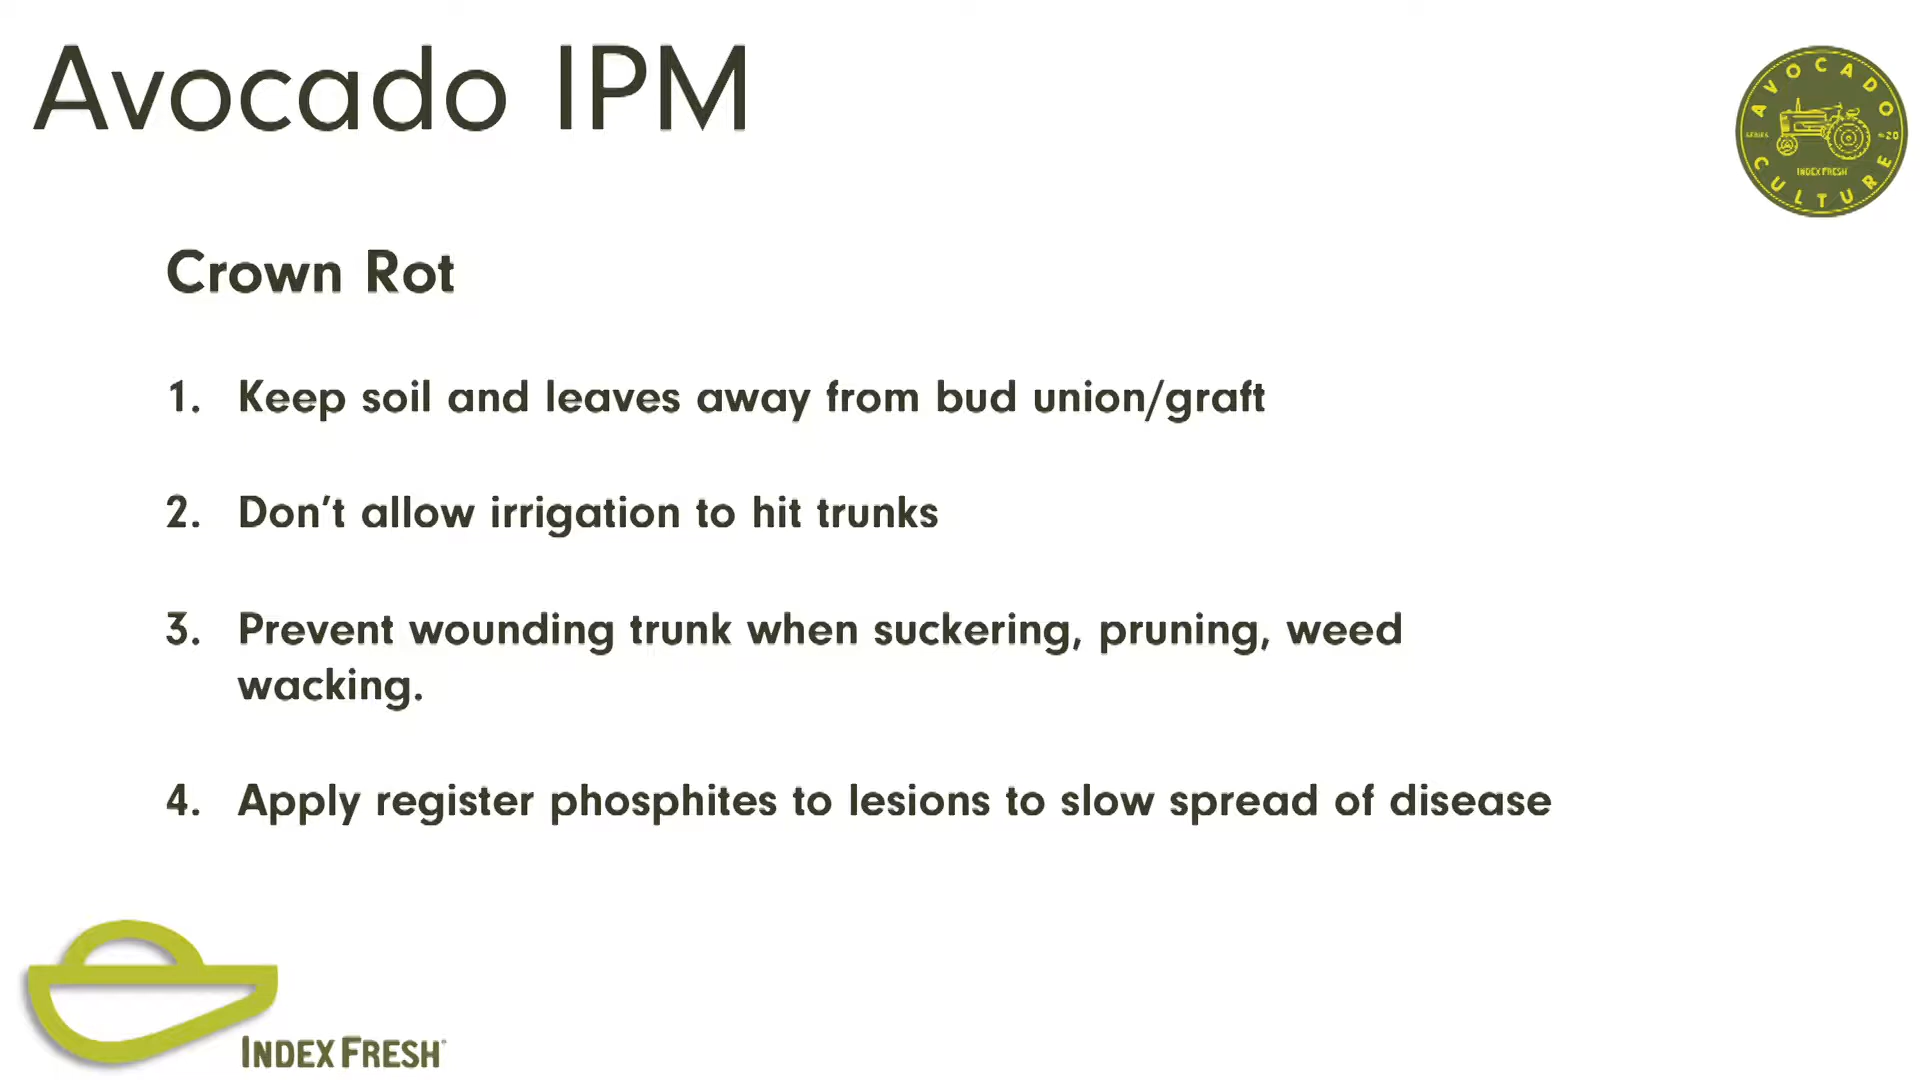 Avocado IPM
AVOCADO
SERIES
20
INDEX FRESH
CULTURE
Crown Rot
1. Keep soil and leaves away from bud union/graft
2. Don't allow irrigation to hit trunks
3. Prevent wounding trunk when suckering, pruning, weed
wacking.
4. Apply register phosphites to lesions to slow spread of disease
INDEX FRESH